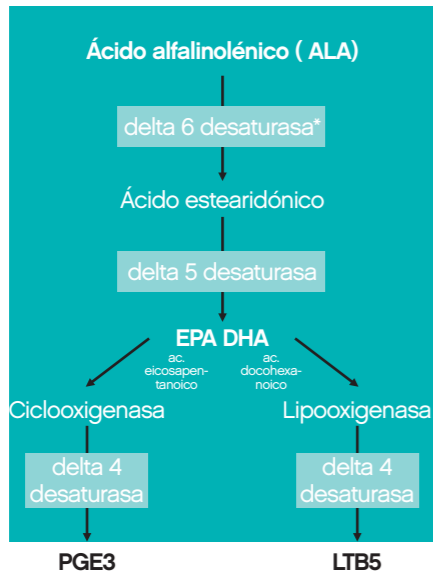 Ácido alfalinolénico ( ALA)
delta 6 desaturasa*
Ácido estearidónico
delta 5 desaturasa
EPA DHA
ac.
eicosapen-
tanoico
ac.
docohexa-
noico
Ciclooxigenasa
Lipooxigenasa
delta 4
desaturasa
delta 4
desaturasa
PGE3
LTB5